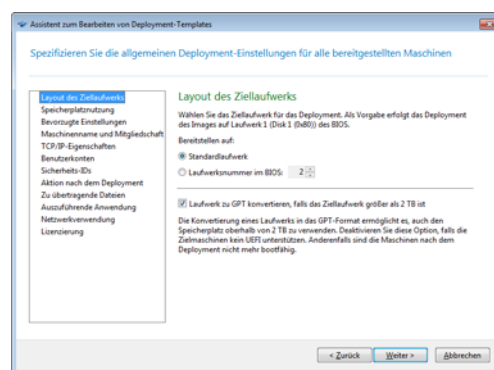 Assistent zum Bearbeiten von Deployment-Templates
Spezifizieren Sie die allgemeinen Deployment-Einstellungen für alle bereitgestellten Maschinen
Layout des Ziellaufwerks
Speicherplatznutzung
Bevorzugte Einstellungen
Maschinenname und Mitgliedschaft
TCP/IP-Eigenschaften
Benutzerkonten
Sicherheits-IDs
Aktion nach dem Deployment
Zu übertragende Dateien
Auszuführende Anwendung
Netzwerkverwendung
Lizenzierung
Layout des Ziellaufwerks
Wählen Sie das Ziellaufwerk für das Deployment. Als Vorgabe erfolgt das Deployment
des Images auf Laufwerk 1 (Disk 1 (0x80)) des BIOS.
Bereitstellen auf:
Standardlaufwerk
Laufwerksnummer im BIOS: 2
Laufwerk zu GPT konvertieren, falls das Ziellaufwerk größer als 2 TB ist
Die Konvertierung eines Laufwerks in das GPT-Format ermöglicht es, auch den
Speicherplatz oberhalb von 2 TB zu verwenden. Deaktivieren Sie diese Option, falls die
Zielmaschinen kein UEFI unterstützen. Anderenfalls sind die Maschinen nach dem
Deployment nicht mehr bootfähig.
< Zurück
Weiter >
Abbrechen